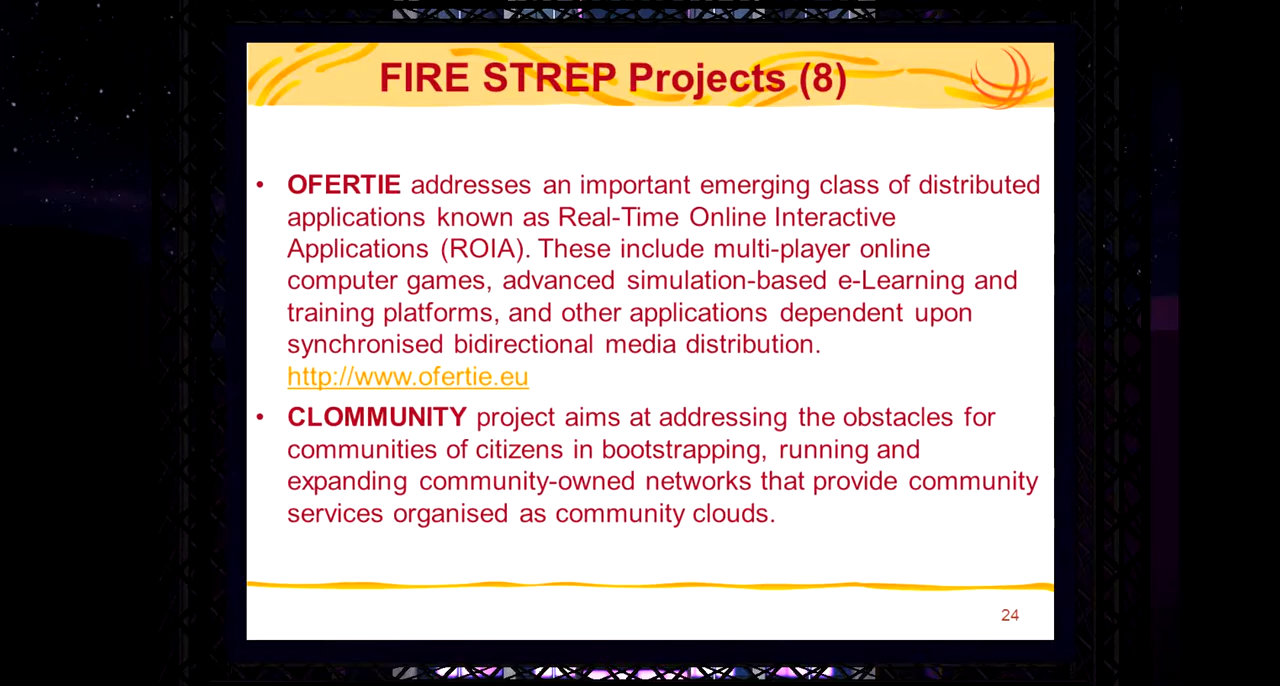 FIRE STREP Projects (8)
• OFERTIE addresses an important emerging class of distributed
applications known as Real-Time Online Interactive
Applications (ROIA). These include multi-player online
computer games, advanced simulation-based e-Learning and
training platforms, and other applications dependent upon
synchronised bidirectional media distribution.
http://www.ofertie.eu
• CLOMMUNITY project aims at addressing the obstacles for
communities of citizens in bootstrapping, running and
expanding community-owned networks that provide community
services organised as community clouds.
24